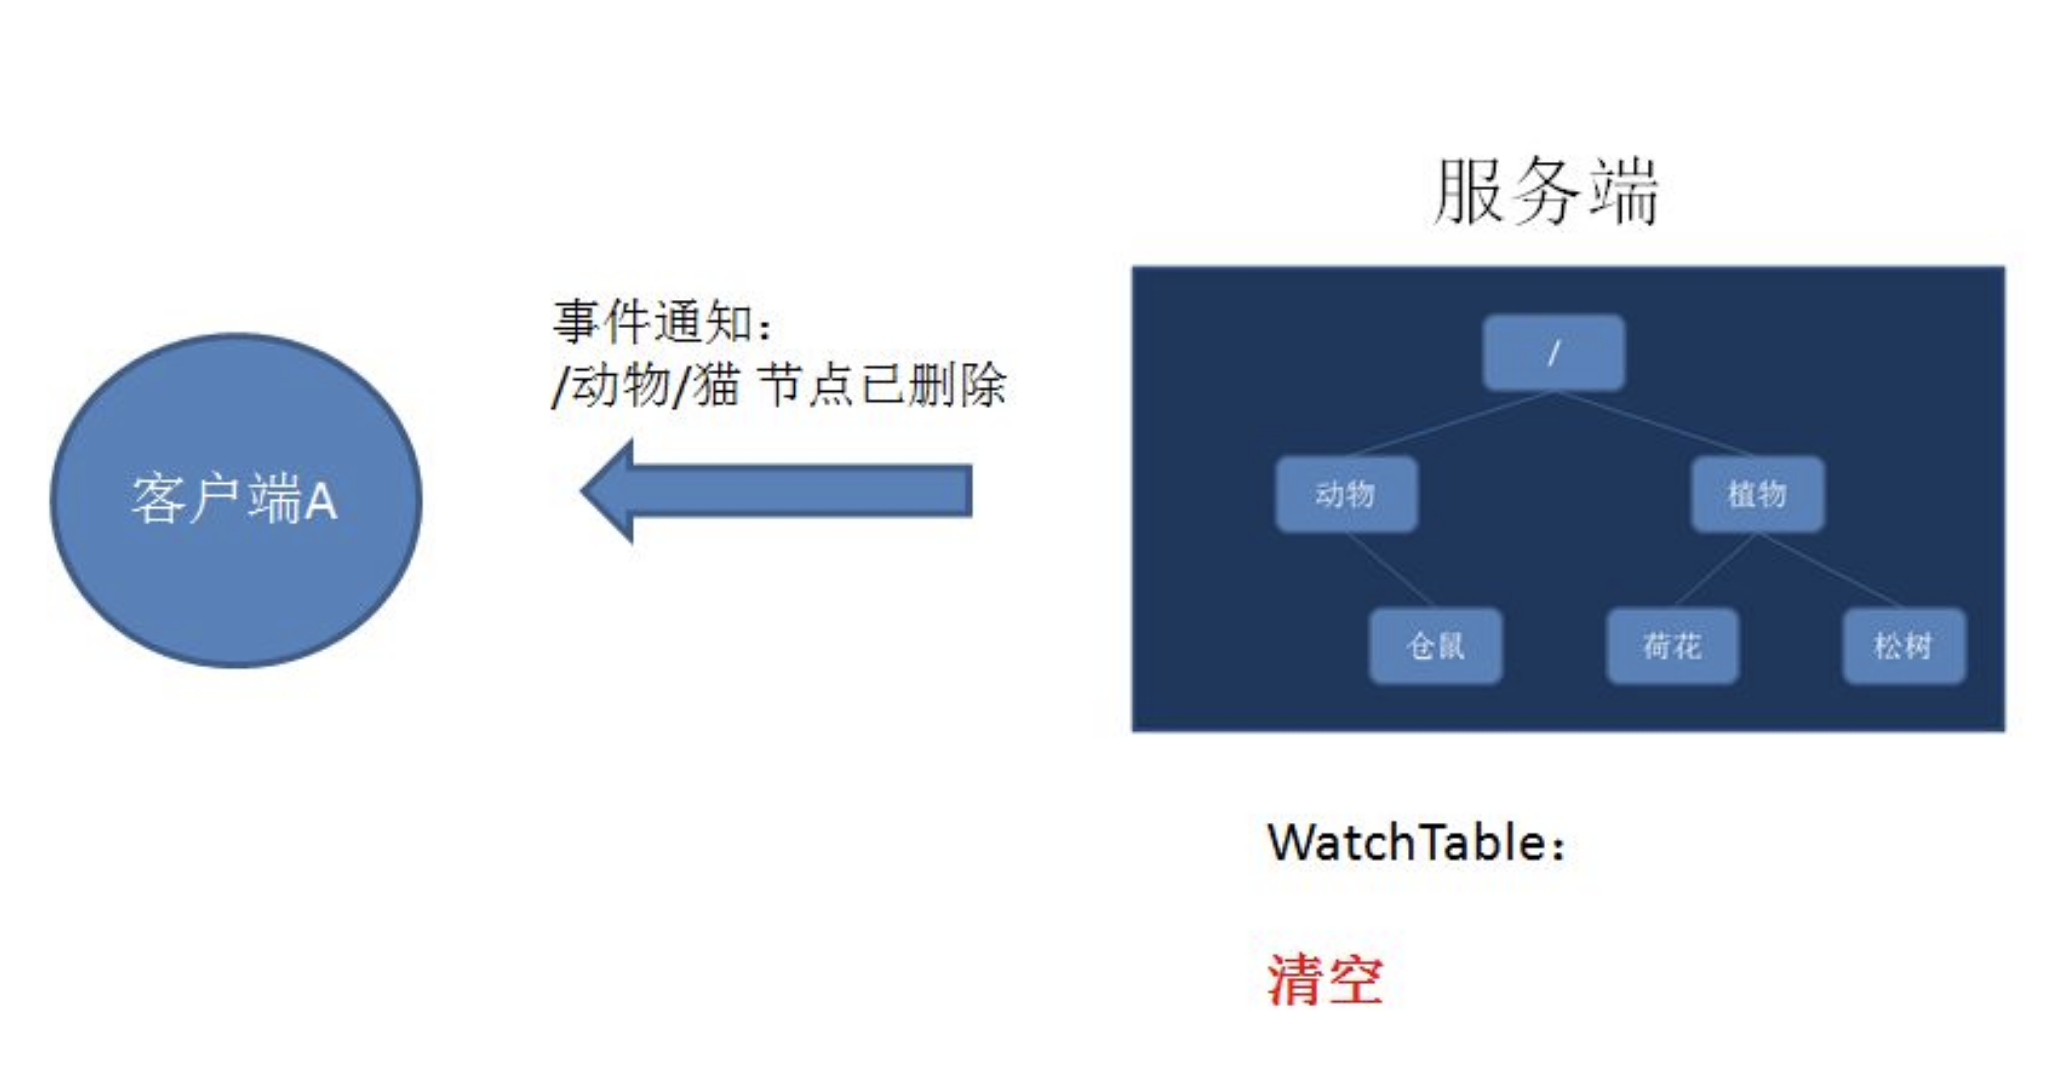 服务端
事件通知：
/动物/猫 节点已删除
客户端A
/
动物
植物
仓鼠
荷花
松树
WatchTable：
清空